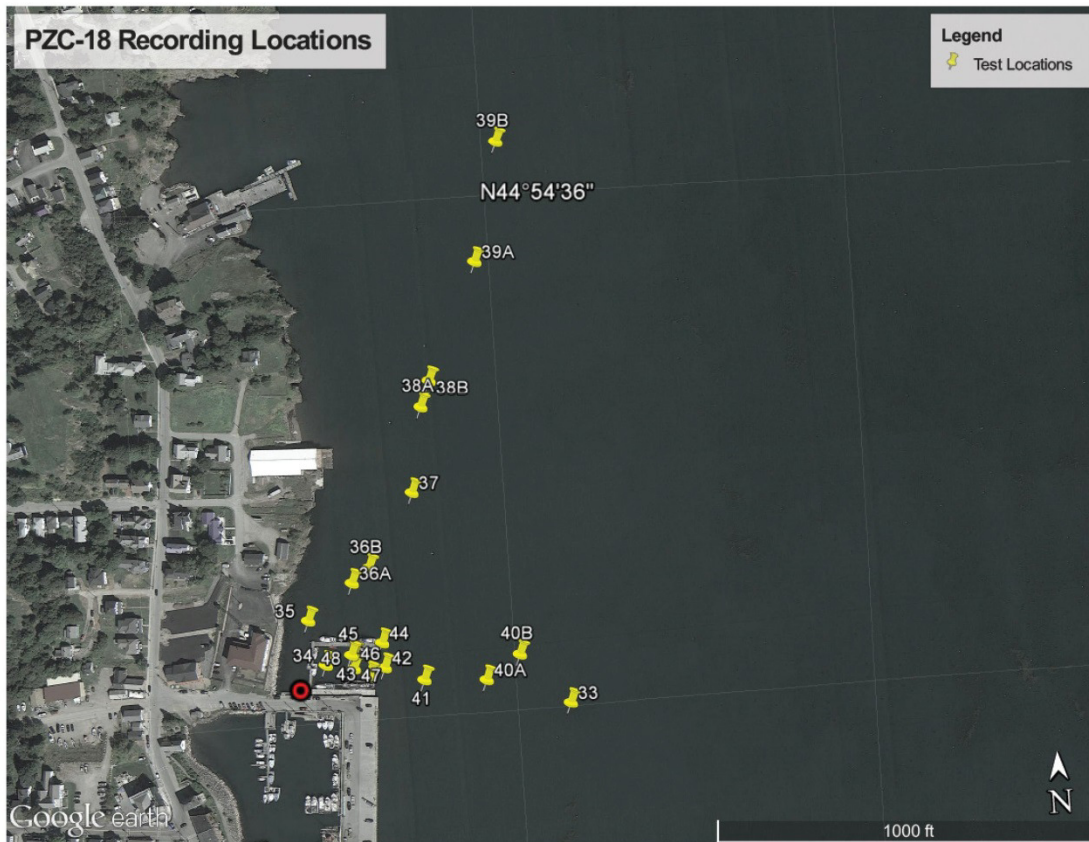 PZC-18 Recording Locations
Legend
Test Locations
39B
N44°54'36"
39A
38A 38B
37
36B
36A
35
45 44 40B
34 48 46 42
43 47 40A
41 33
N
Google earth
1000 ft